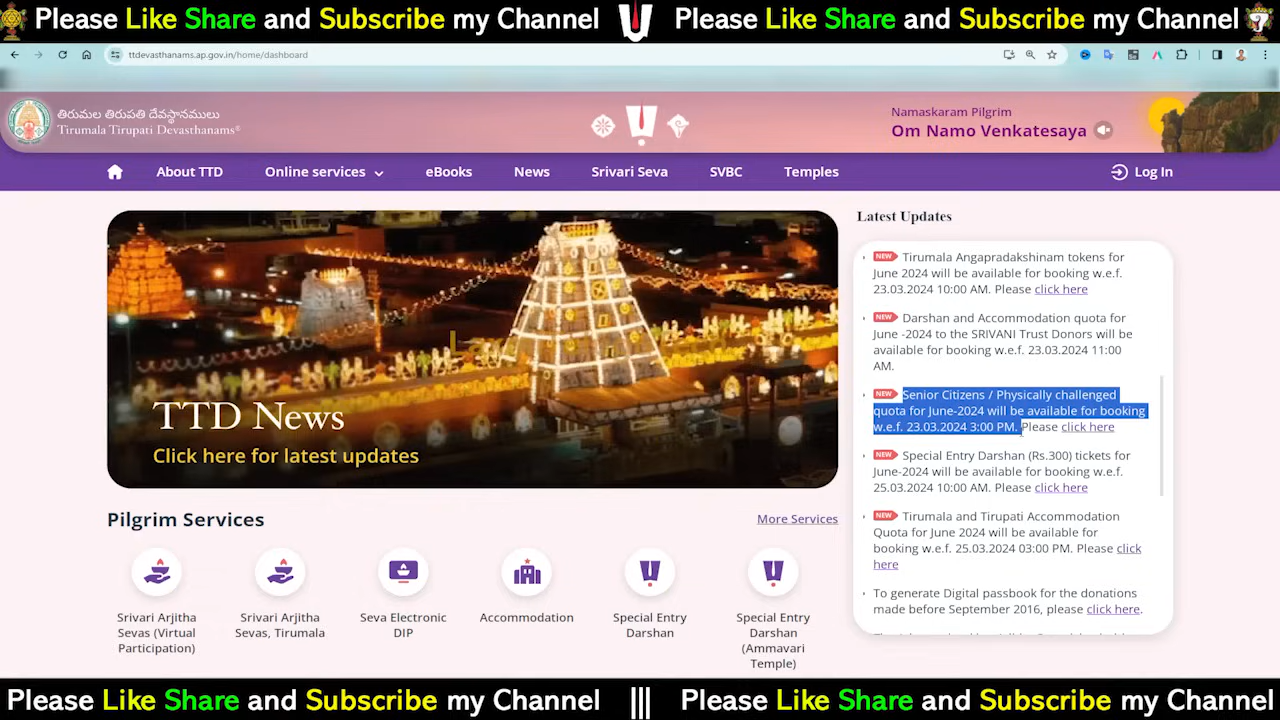 Please Like Share and Subscribe my Channel Please Like Share and Subscribe my Channel
ttdevasthanams.ap.gov.in/home/dashboard
తిరుమల తిరుపతి దేవస్థానములు
Tirumala Tirupati Devasthanams®
Namaskaram Pilgrim
Om Namo Venkatesaya
About TTD Online services eBooks News Srivari Seva SVBC Temples Log In
TTD News
Click here for latest updates
Latest Updates
NEW Tirumala Angapradakshinam tokens for
June 2024 will be available for booking w.e.f.
23.03.2024 10:00 AM. Please click here
NEW Darshan and Accommodation quota for
June -2024 to the SRIVANI Trust Donors will be
available for booking w.e.f. 23.03.2024 11:00
AM.
NEW Senior Citizens / Physically challenged
quota for June-2024 will be available for booking
w.e.f. 23.03.2024 3:00 PM. Please click here
NEW Special Entry Darshan (Rs.300) tickets for
June-2024 will be available for booking w.e.f.
25.03.2024 10:00 AM. Please click here
NEW Tirumala and Tirupati Accommodation
Quota for June 2024 will be available for
booking w.e.f. 25.03.2024 03:00 PM. Please click
here
To generate Digital passbook for the donations
made before September 2016, please click here.
Pilgrim Services
More Services
Srivari Arjitha
Sevas (Virtual
Participation)
Srivari Arjitha
Sevas, Tirumala
Seva Electronic
DIP
Accommodation
Special Entry
Darshan
Special Entry
Darshan
(Ammavari
Temple)
Please Like Share and Subscribe my Channel ||| Please Like Share and Subscribe my Channel